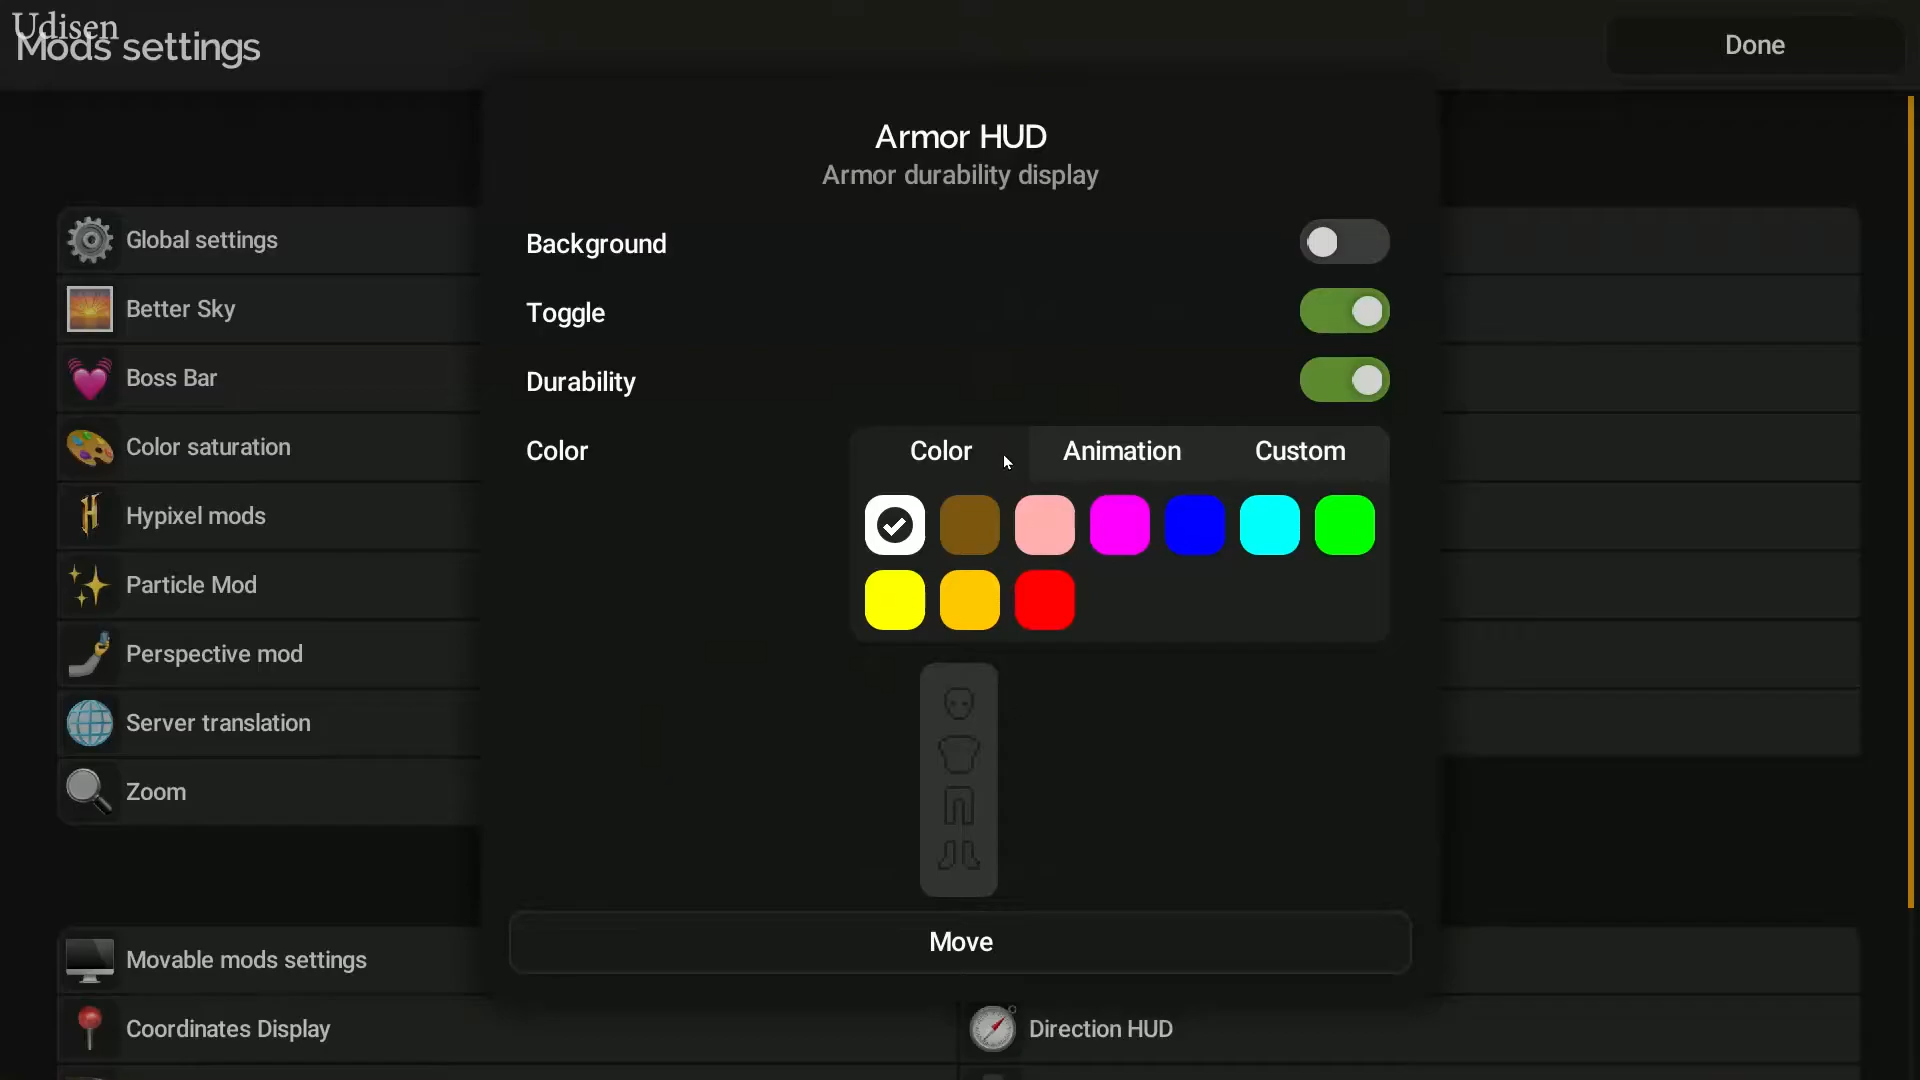 Udisen
Mods settings
Done
Armor HUD
Armor durability display
Background
Toggle
Durability
Color
Color
Animation
Custom
Global settings
Better Sky
Boss Bar
Color saturation
Hypixel mods
Particle Mod
Perspective mod
Server translation
Zoom
Move
Movable mods settings
Coordinates Display
Direction HUD